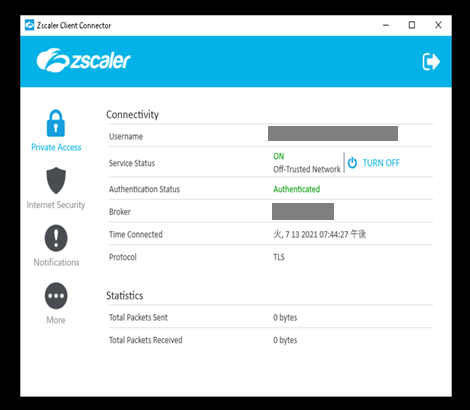 Zscaler Client Connector
zscaler
Connectivity
Username
Private Access
Service Status
ON
Off-Trusted Network
TURN OFF
Authentication Status
Authenticated
Internet Security
Broker
Time Connected
火, 7 13 2021 07:44:27 午後
Protocol
TLS
Notifications
Statistics
Total Packets Sent
0 bytes
More
Total Packets Received
0 bytes